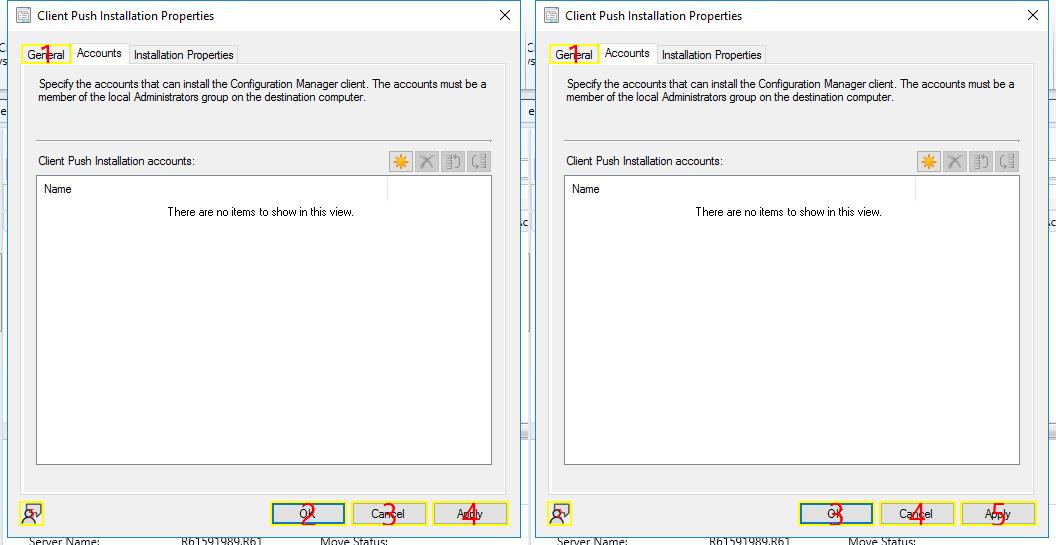 Client Push Installation Properties
General Accounts Installation Properties
1
Specify the accounts that can install the Configuration Manager client. The accounts must be a
member of the local Administrators group on the destination computer.
Client Push Installation accounts:
Name
There are no items to show in this view.
OK Cancel Apply
2 3 4
Server Name: R61591989.R61 Move Status:
Client Push Installation Properties
General Accounts Installation Properties
1
Specify the accounts that can install the Configuration Manager client. The accounts must be a
member of the local Administrators group on the destination computer.
Client Push Installation accounts:
Name
There are no items to show in this view.
OK Cancel Apply
3 4 5
Server Name: R61591989.R61 Move Status: